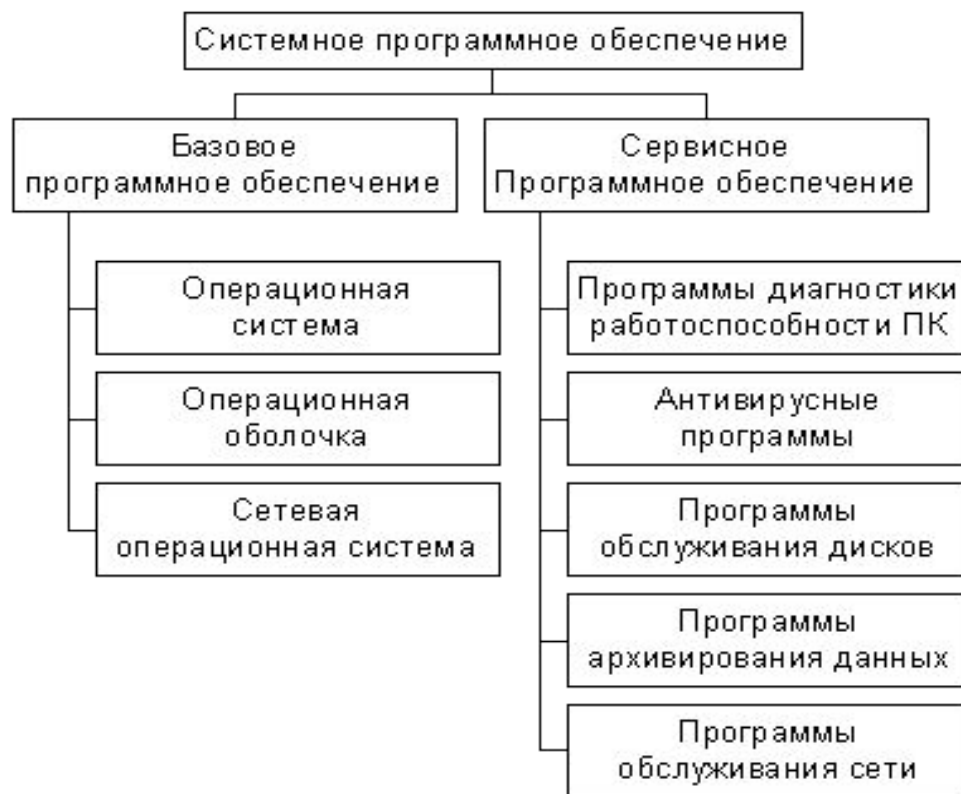 Системное программное обеспечение
Базовое
программное обеспечение
Сервисное
Программное обеспечение
Операционная
система
Операционная
оболочка
Сетевая
операционная система
Программы диагностики
работоспособности ПК
Антивирусные
программы
Программы
обслуживания дисков
Программы
архивирования данных
Программы
обслуживания сети